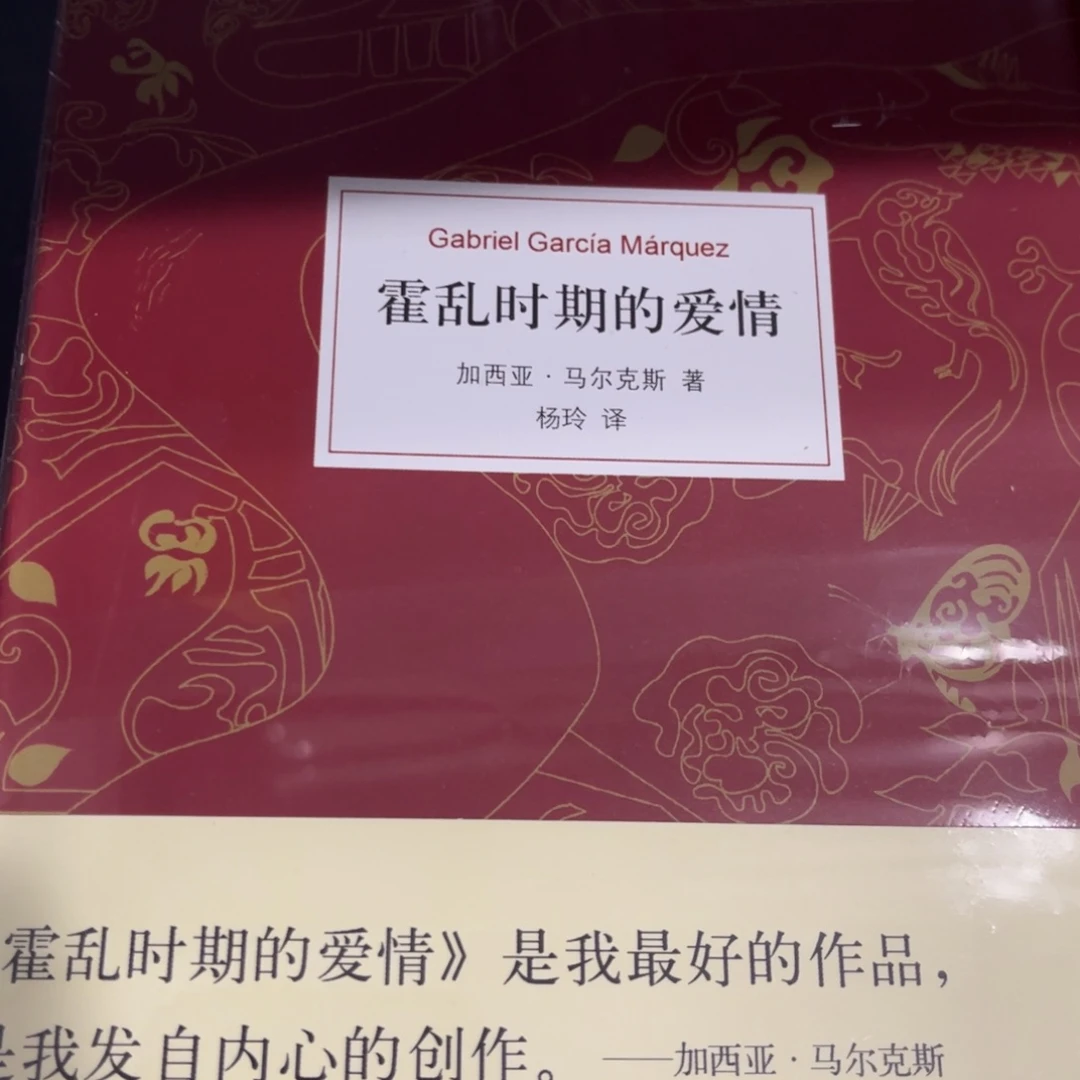 Gabriel García Márquez
霍乱时期的爱情
加西亚·马尔克斯 著
杨玲 译
霍乱时期的爱情》是我最好的作品，
是我发自内心的创作。——加西亚·马尔克斯